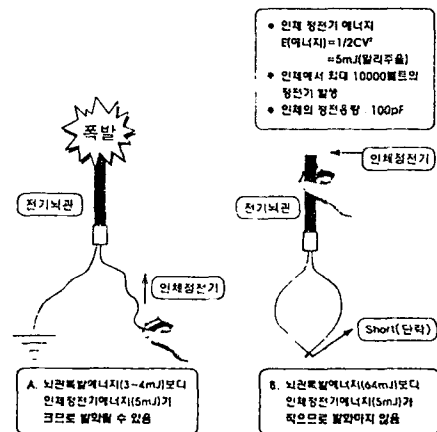 • 인체 정전기 에너지
E(에너지)=1/2CV²
=5mJ(밀리주울)
• 인체에서 최대 10000볼트의
정전기 발생
• 인체의 정전용량 : 100pF
폭발
인체정전기
전기뇌관
전기뇌관
인체정전기
Short(단락)
A. 뇌관폭발에너지(3~4mJ)보다
인체정전기에너지(5mJ)가
크므로 발화될 수 있음
B. 뇌관폭발에너지(64mJ)보다
인체정전기에너지(5mJ)가
작으므로 발화하지 않음